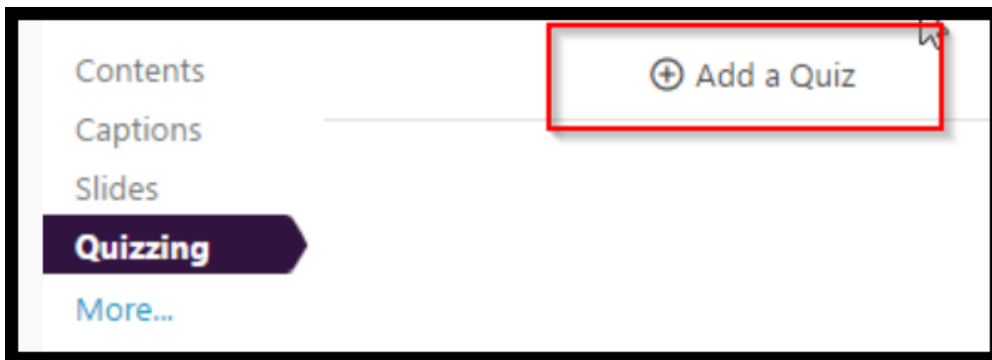 Contents
Captions
Slides
Quizzing
More...
Add a Quiz